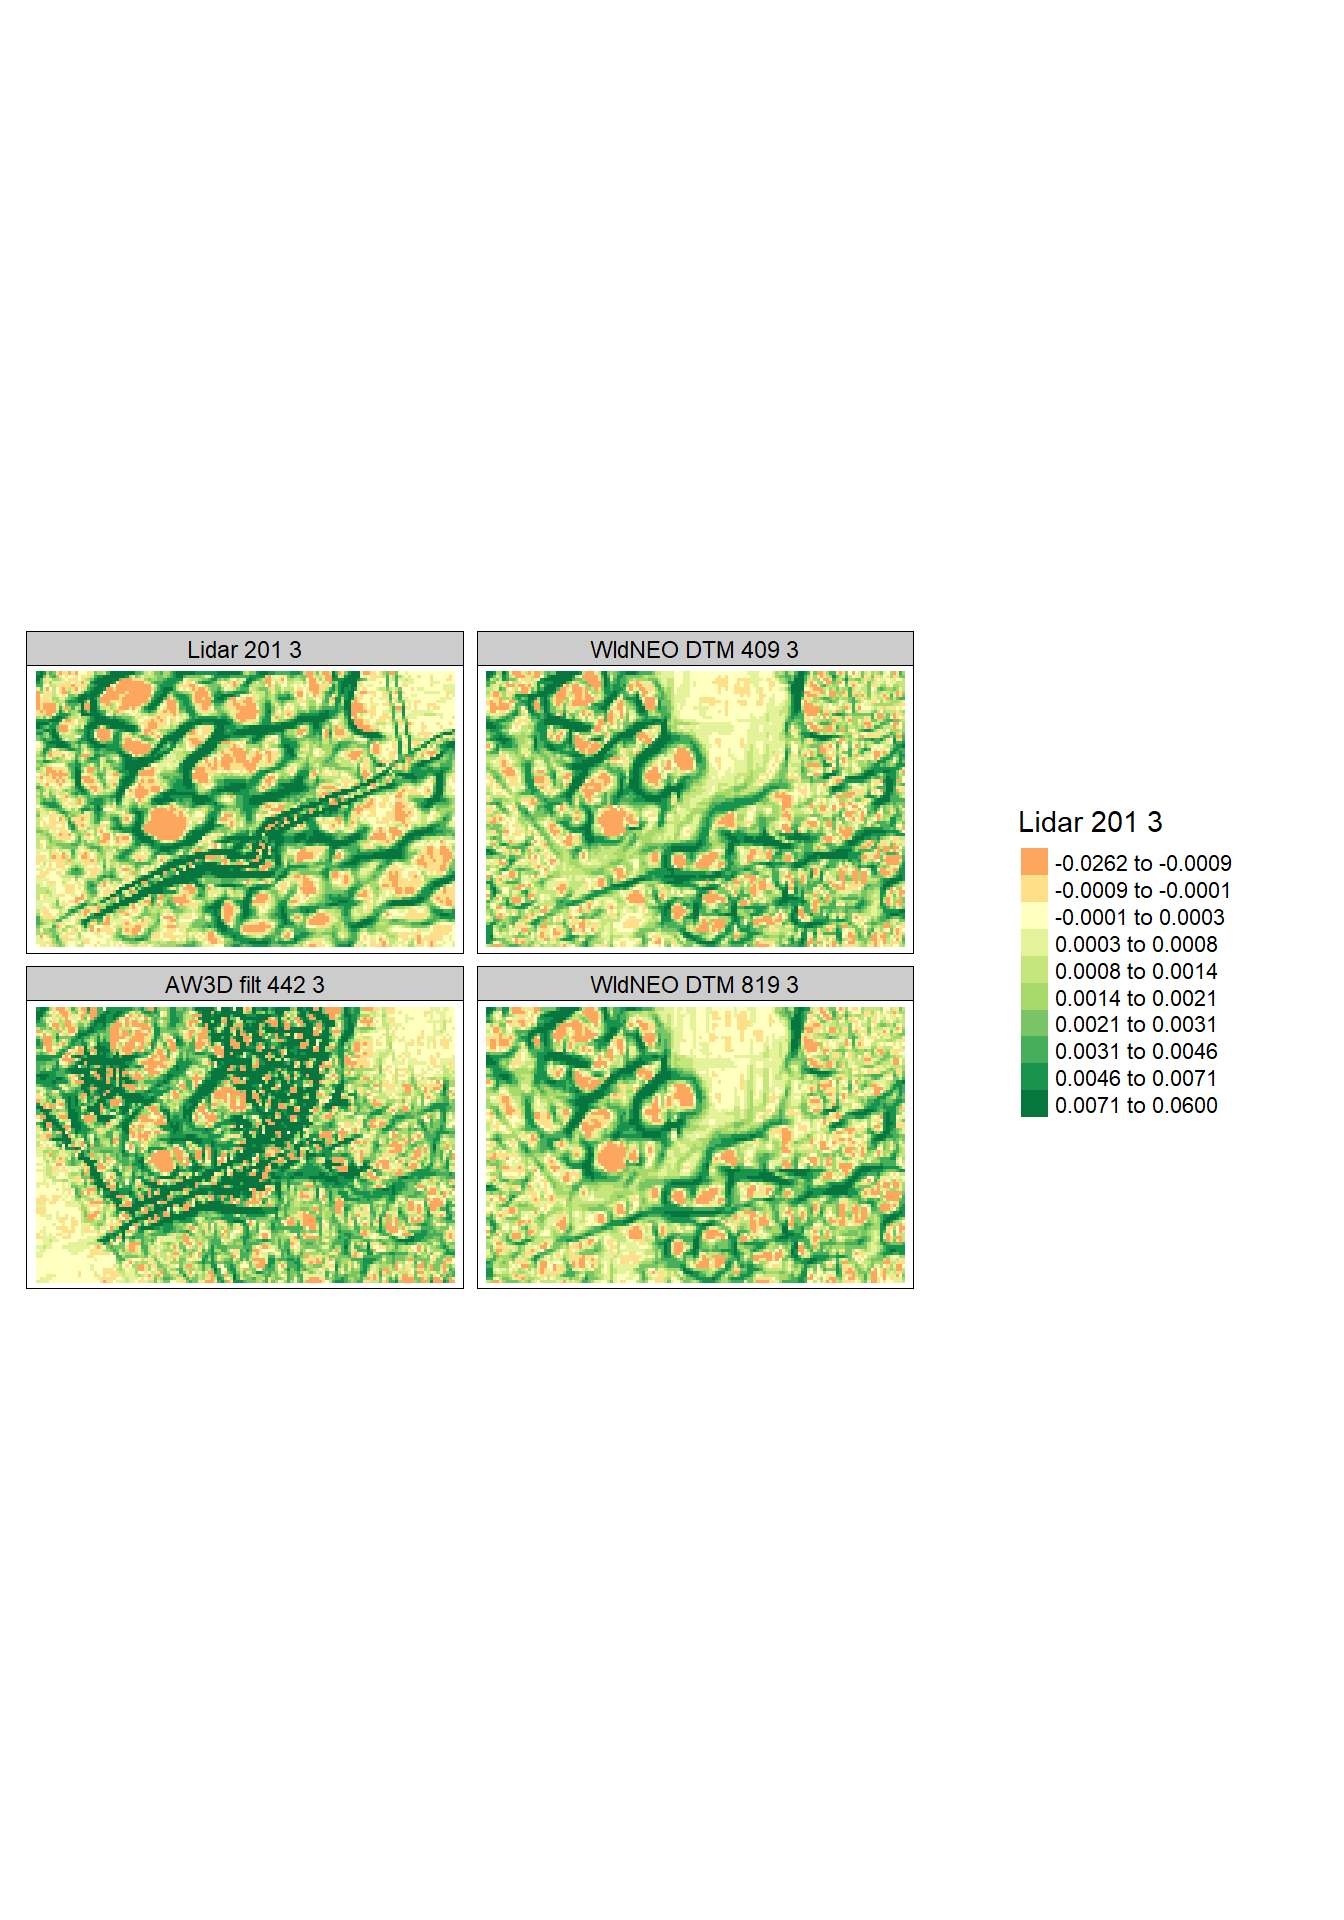 Lidar 201 3
WldNEO DTM 409 3
AW3D filt 442 3
WldNEO DTM 819 3
Lidar 201 3
-0.0262 to -0.0009
-0.0009 to -0.0001
-0.0001 to 0.0003
0.0003 to 0.0008
0.0008 to 0.0014
0.0014 to 0.0021
0.0021 to 0.0031
0.0031 to 0.0046
0.0046 to 0.0071
0.0071 to 0.0600